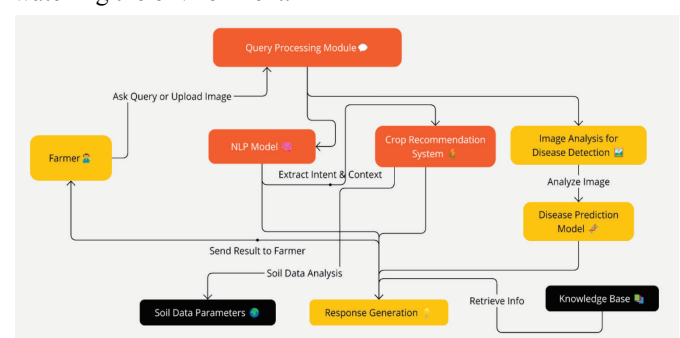 Query Processing Module
Ask Query or Upload Image
Farmer
NLP Model
Crop Recommendation
System
Image Analysis for
Disease Detection
Extract Intent & Context
Analyze Image
Disease Prediction
Model
Send Result to Farmer
Soil Data Analysis
Retrieve Info
Knowledge Base
Soil Data Parameters
Response Generation